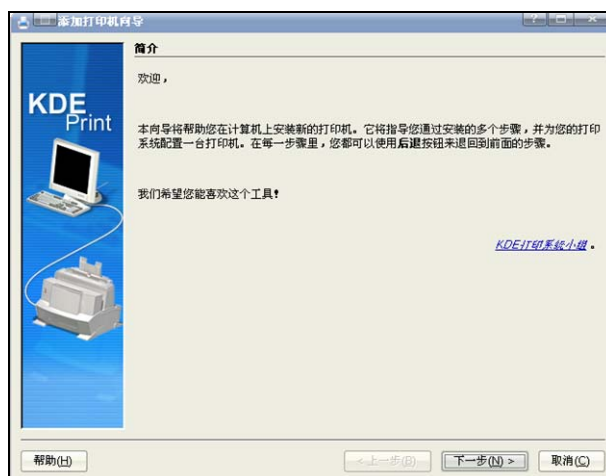 添加打印机向导
简介
欢迎，
KDE
Print
本向导将帮助您在计算机上安装新的打印机。它将指导您通过安装的多个步骤，并为您的打印
系统配置一台打印机。在每一步骤里，您都可以使用后退按钮来退回到前面的步骤。
我们希望您能喜欢这个工具！
KDE打印系统小组。
帮助(H)
<上一步(B)
下一步(N) >
取消(C)